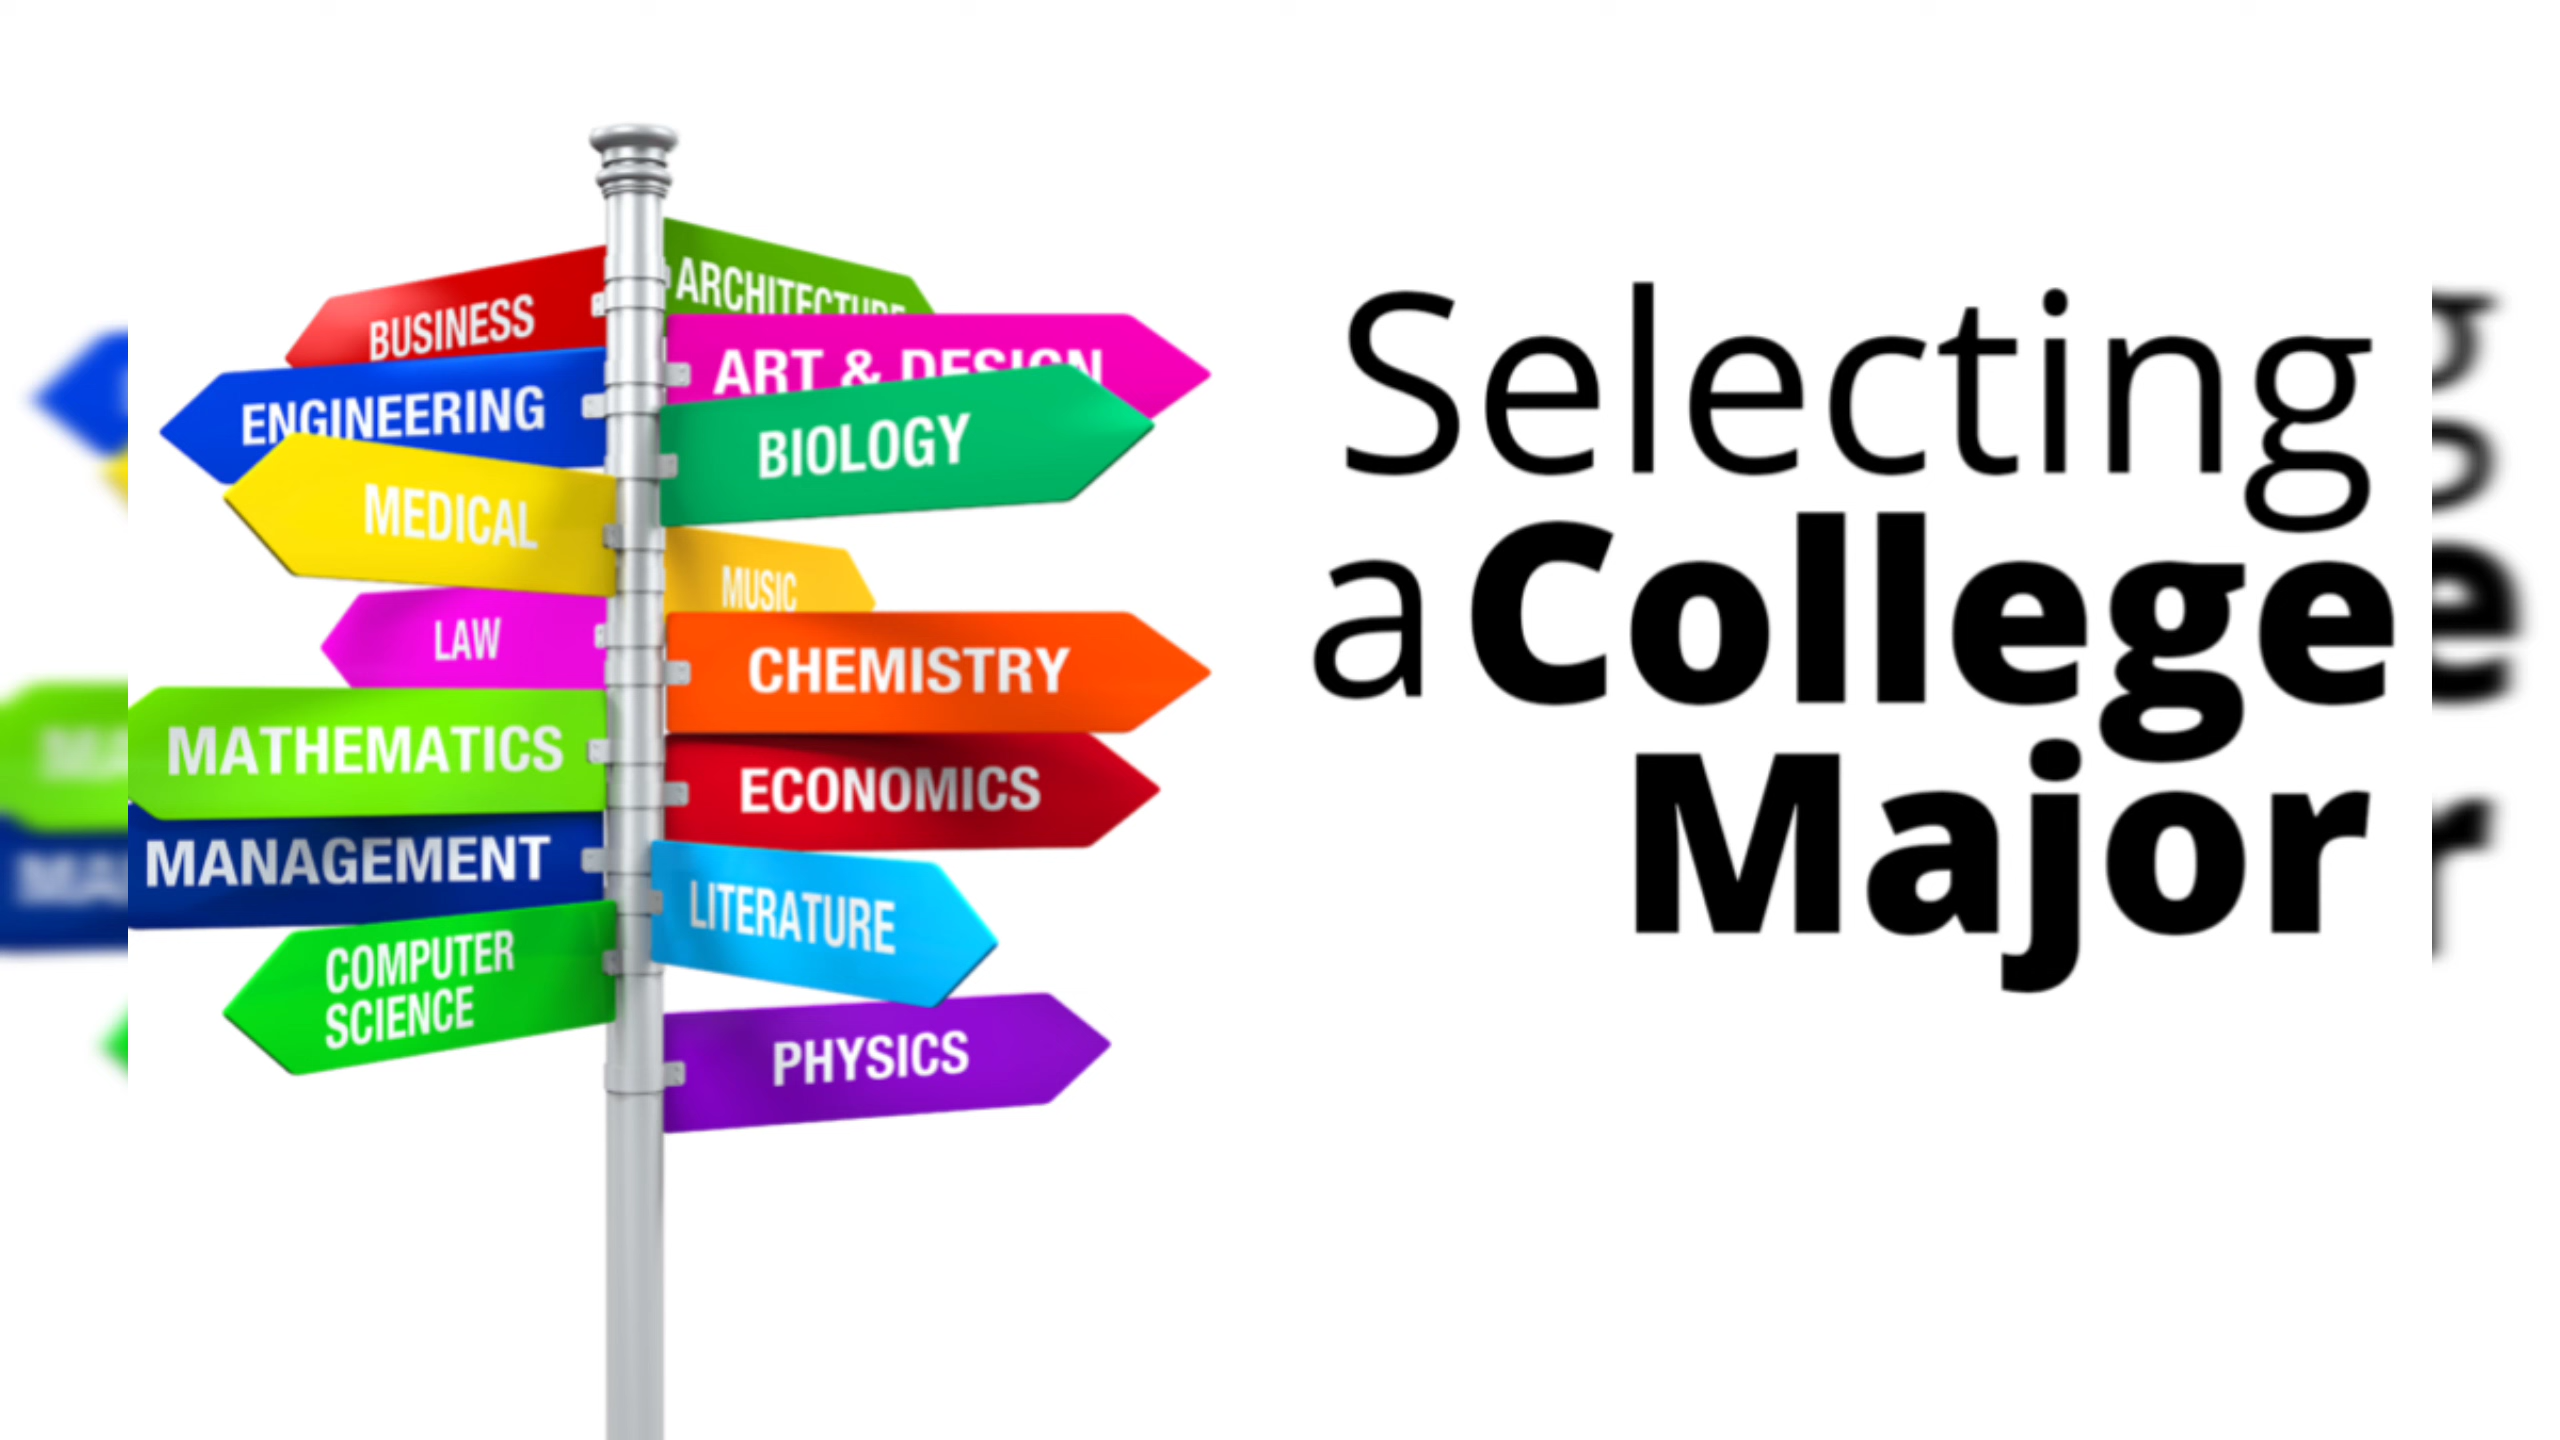 BUSINESS
ARCHITECTURE
ENGINEERING
ART & DESIGN
BIOLOGY
MEDICAL
MUSIC
LAW
CHEMISTRY
MATHEMATICS
ECONOMICS
MANAGEMENT
LITERATURE
COMPUTER
SCIENCE
PHYSICS
Selecting
a College
Major